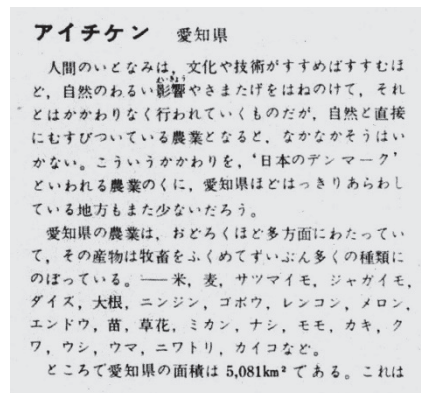 アイチケン　愛知県
人間のいとなみは，文化や技術がすすめばすすむほ
ど，自然のわるい影響やさまたげをはねのけて，それ
とはかかわりなく行われていくものだが，自然と直接
にむすびついている農業となると，なかなかそうはい
かない。こういうかかわりを，‘日本のデンマーク’
といわれる農業のくに，愛知県ほどはっきりあらわし
ている地方もまた少ないだろう。
愛知県の農業は，おどろくほど多方面にわたってい
て，その産物は牧畜をふくめてずいぶん多くの種類に
のぼっている。――米，麦，サツマイモ，ジャガイモ，
ダイズ，大根，ニンジン，ゴボウ，レンコン，メロン，
エンドウ，苗，草花，ミカン，ナシ，モモ，カキ，ク
ワ，ウシ，ウマ，ニワトリ，カイコなど。
ところで愛知県の面積は 5,081km² である。これは